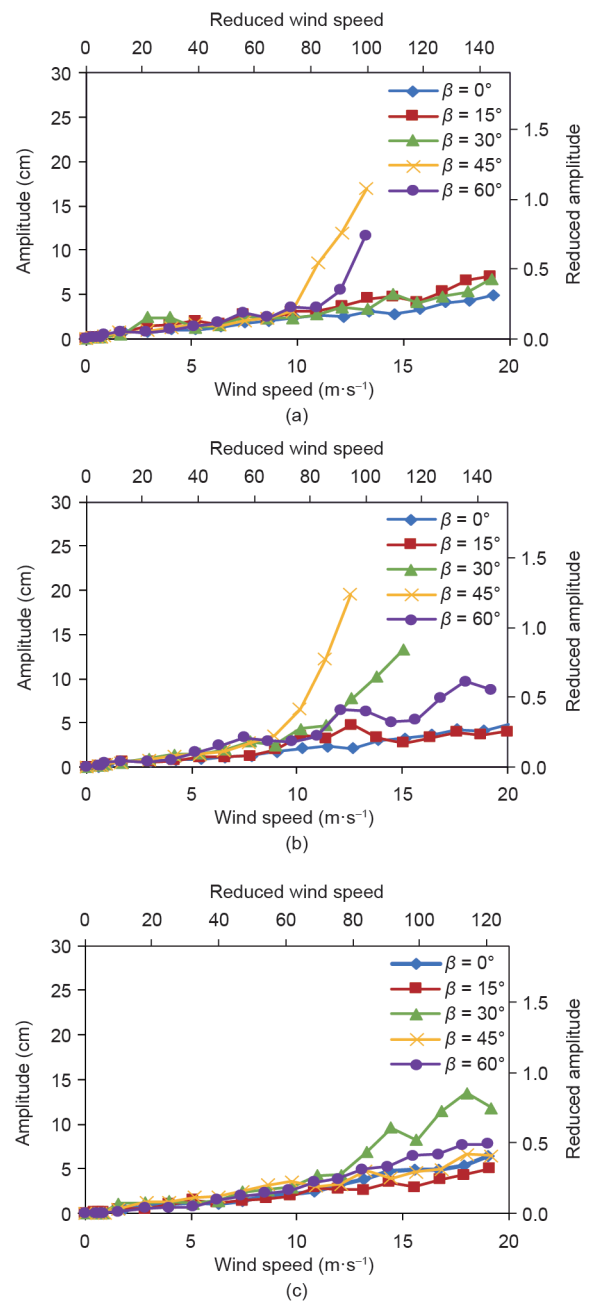 Reduced wind speed
0 20 40 60 80 100 120 140
30
25
20
15
10
5
0
Amplitude (cm)
β = 0°
β = 15°
β = 30°
β = 45°
β = 60°
1.5
1.0
0.5
0.0
Reduced amplitude
0 5 10 15 20
Wind speed (m·s⁻¹)
(a)
Reduced wind speed
0 20 40 60 80 100 120 140
30
25
20
15
10
5
0
Amplitude (cm)
β = 0°
β = 15°
β = 30°
β = 45°
β = 60°
1.5
1.0
0.5
0.0
Reduced amplitude
0 5 10 15 20
Wind speed (m·s⁻¹)
(b)
Reduced wind speed
0 20 40 60 80 100 120
30
25
20
15
10
5
0
Amplitude (cm)
β = 0°
β = 15°
β = 30°
β = 45°
β = 60°
1.5
1.0
0.5
0.0
Reduced amplitude
0 5 10 15 20
Wind speed (m·s⁻¹)
(c)